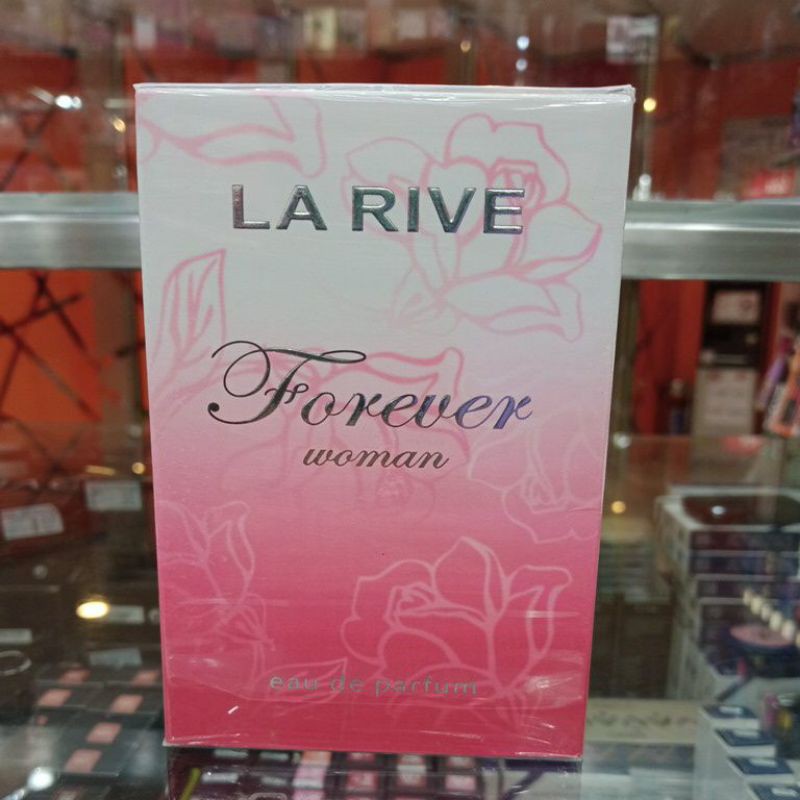 LA RIVE
Forever
woman
eau de parfum